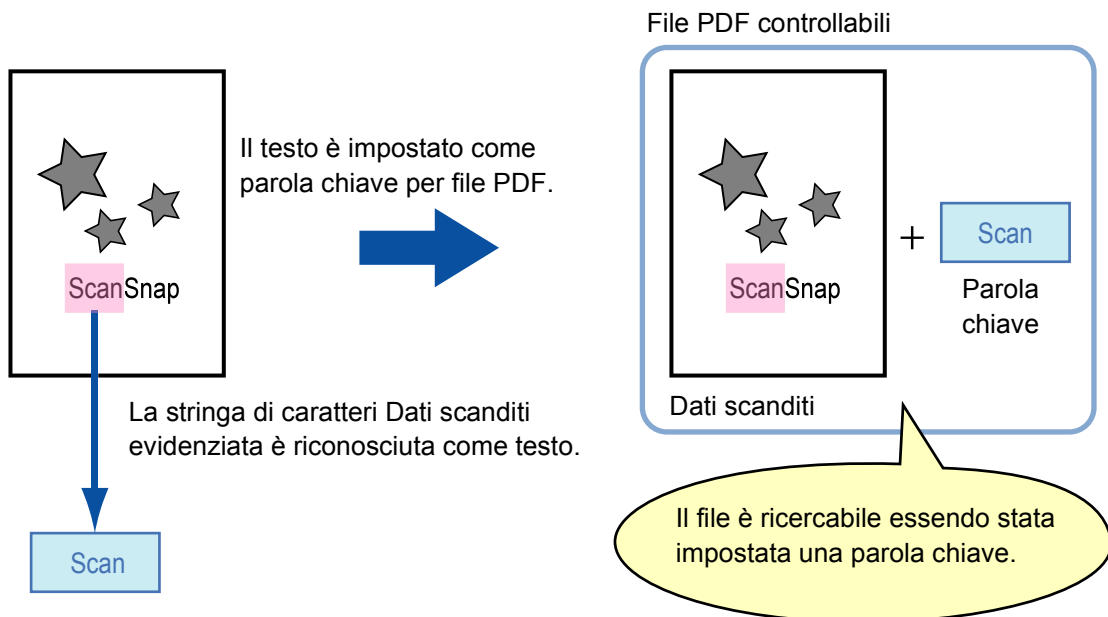 File PDF controllabili
Il testo è impostato come
parola chiave per file PDF.
ScanSnap
La stringa di caratteri Dati scanditi
evidenziata è riconosciuta come testo.
Scan
ScanSnap
+
Scan
Parola
chiave
Dati scanditi
Il file è ricercabile essendo stata
impostata una parola chiave.